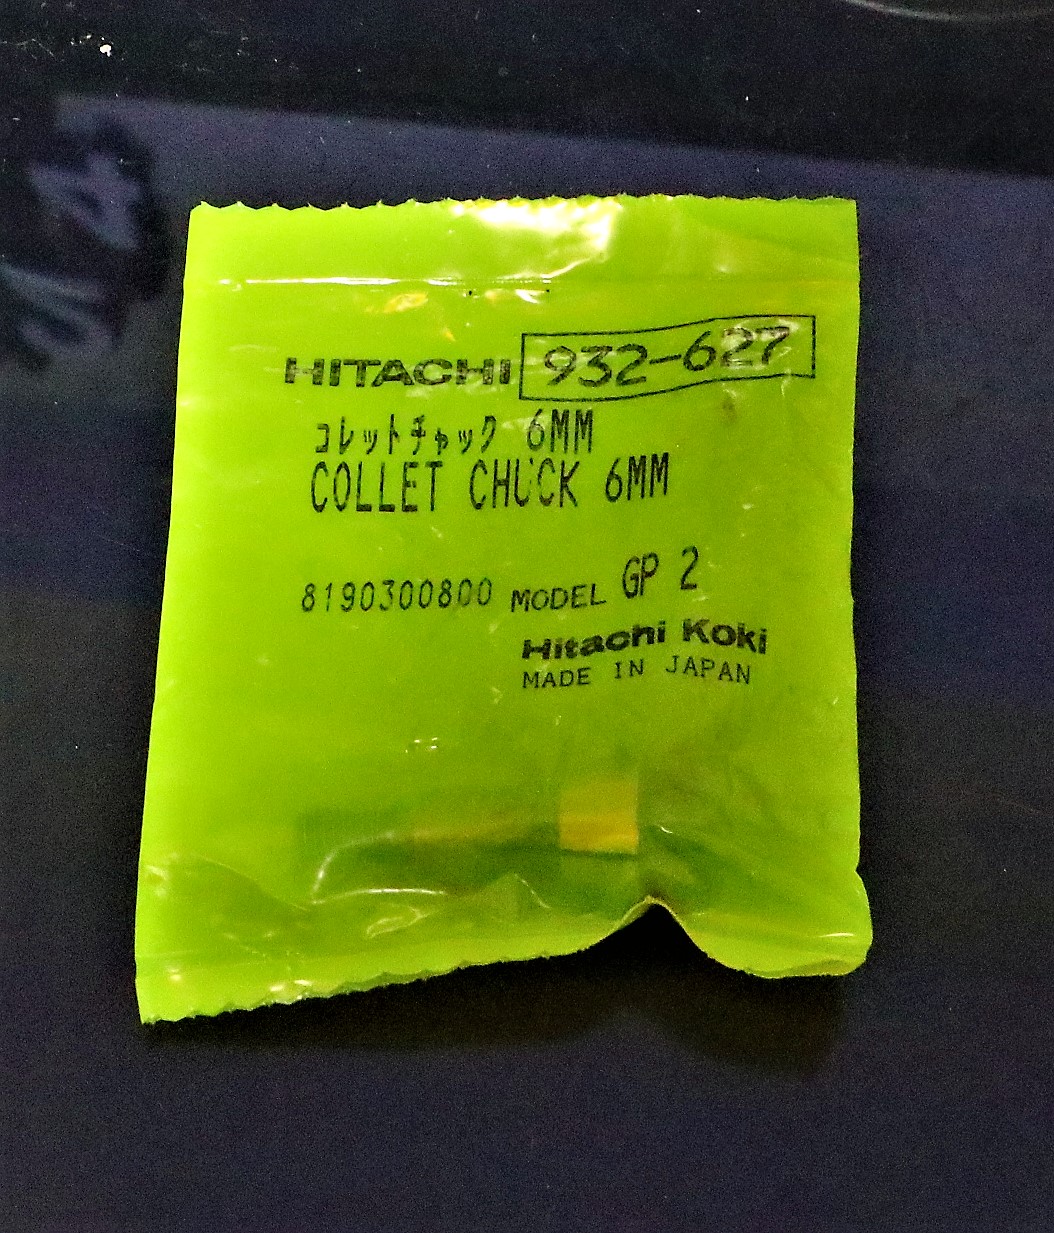 HITACHI 932-627
コレットチャック 6MM
COLLET CHUCK 6MM
8190300800 MODEL GP 2
Hitachi Koki
MADE IN JAPAN